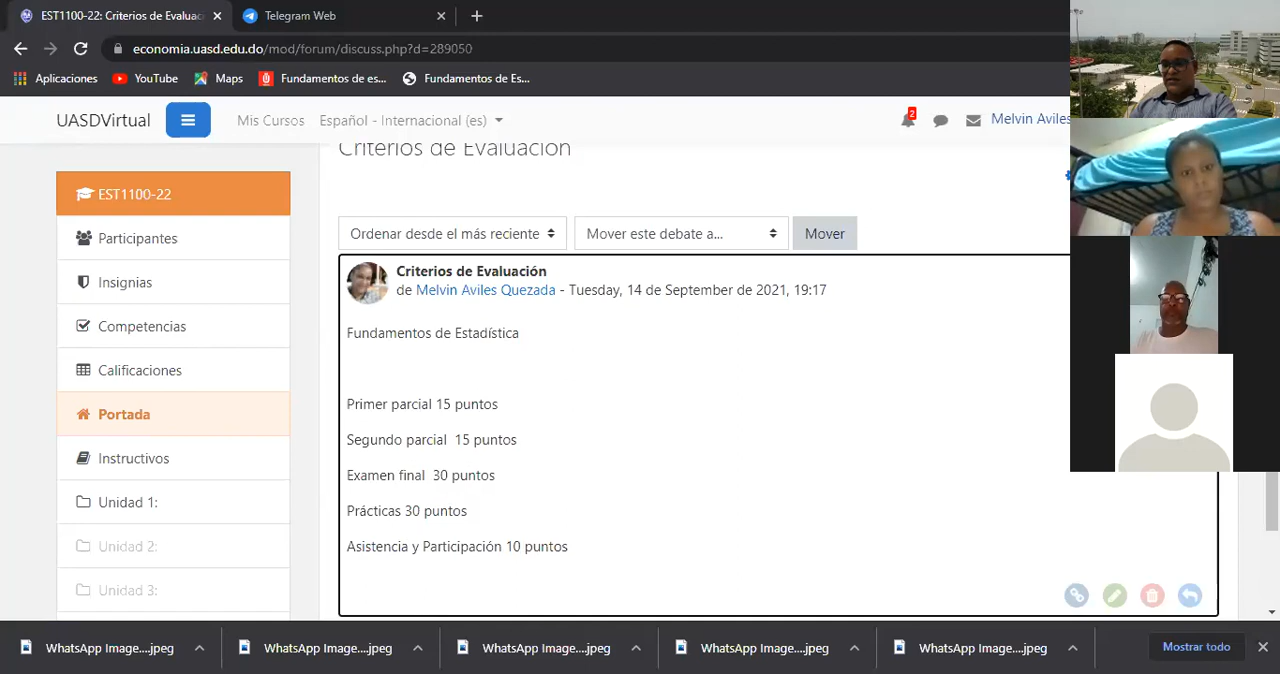 EST1100-22: Criterios de Evaluac
Telegram Web
economia.uasd.edu.do/mod/forum/discuss.php?d=289050
Aplicaciones
YouTube
Maps
Fundamentos de es...
Fundamentos de Es...
UASDVirtual
Mis Cursos
Español - Internacional (es)
2
Melvin Aviles
Criterios de Evaluación
EST1100-22
Participantes
Insignias
Competencias
Calificaciones
Portada
Instructivos
Unidad 1:
Unidad 2:
Unidad 3:
Ordenar desde el más reciente
Mover este debate a...
Mover
Criterios de Evaluación
de Melvin Aviles Quezada - Tuesday, 14 de September de 2021, 19:17
Fundamentos de Estadística
Primer parcial 15 puntos
Segundo parcial 15 puntos
Examen final 30 puntos
Prácticas 30 puntos
Asistencia y Participación 10 puntos
WhatsApp Image....jpeg
WhatsApp Image....jpeg
WhatsApp Image....jpeg
WhatsApp Image....jpeg
WhatsApp Image....jpeg
Mostrar todo